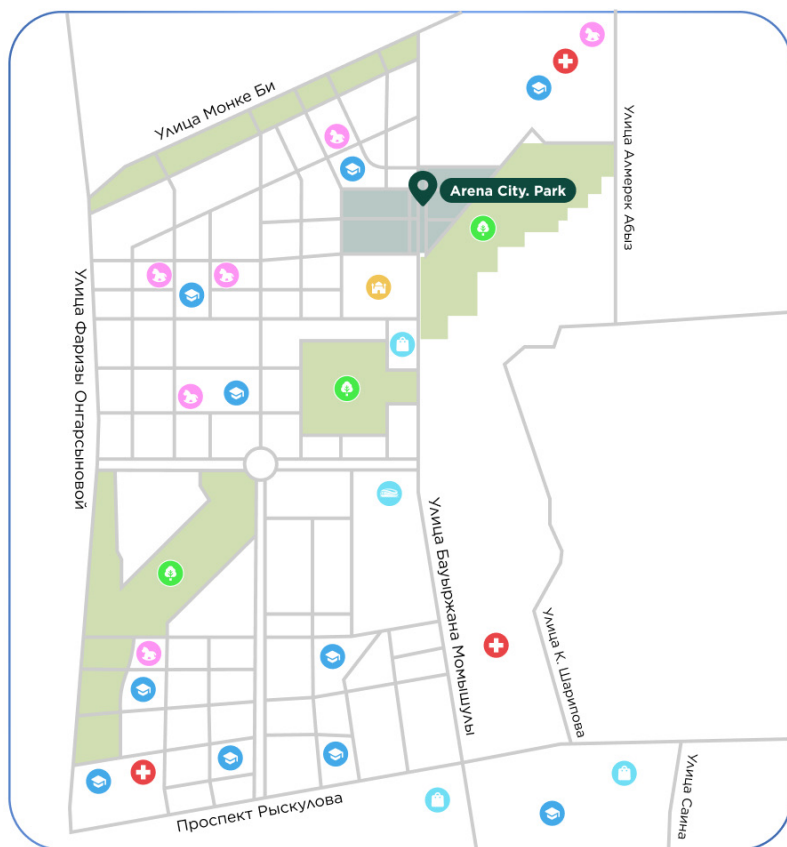 Улица Монке Би
Улица Алмерек Абыз
Arena City. Park
Улица Фаризы Онгарсыновой
Улица Бауыржана Момышулы
Улица К. Шарипова
Улица Саина
Проспект Рыскулова